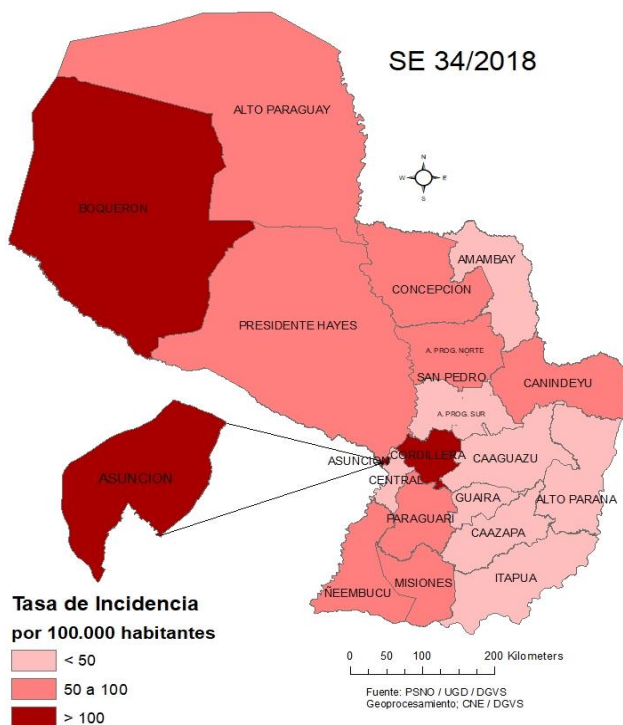 SE 34/2018
ALTO PARAGUAY
N
W E
S
BOQUERON
AMAMBAY
CONCEPCION
PRESIDENTE HAYES
A. PROG. NORTE
SAN PEDRO
CANINDEYU
A. PROG. SUR
ASUNCION
CORDILLERA
CAAGUAZU
ASUNCION
CENTRAL
GUAIRA
ALTO PARANA
PARAGUARI
CAAZAPA
ÑEEMBUCU
MISIONES
ITAPUA
Tasa de Incidencia
por 100.000 habitantes
< 50
50 a 100
> 100
0 50 100 200 Kilometers
Fuente: PSNO / UGD / DGVS
Geoprocesamiento; CNE / DGVS